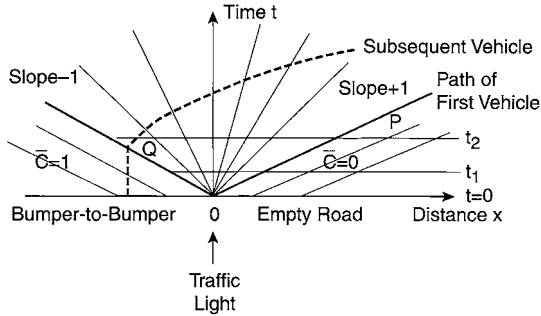 Time t
Subsequent Vehicle
Slope–1
Slope+1
Path of
First Vehicle
P
Q
t2
C̅=1
C̅=0
t1
t=0
Bumper-to-Bumper
0
Empty Road
Distance x
Traffic
Light